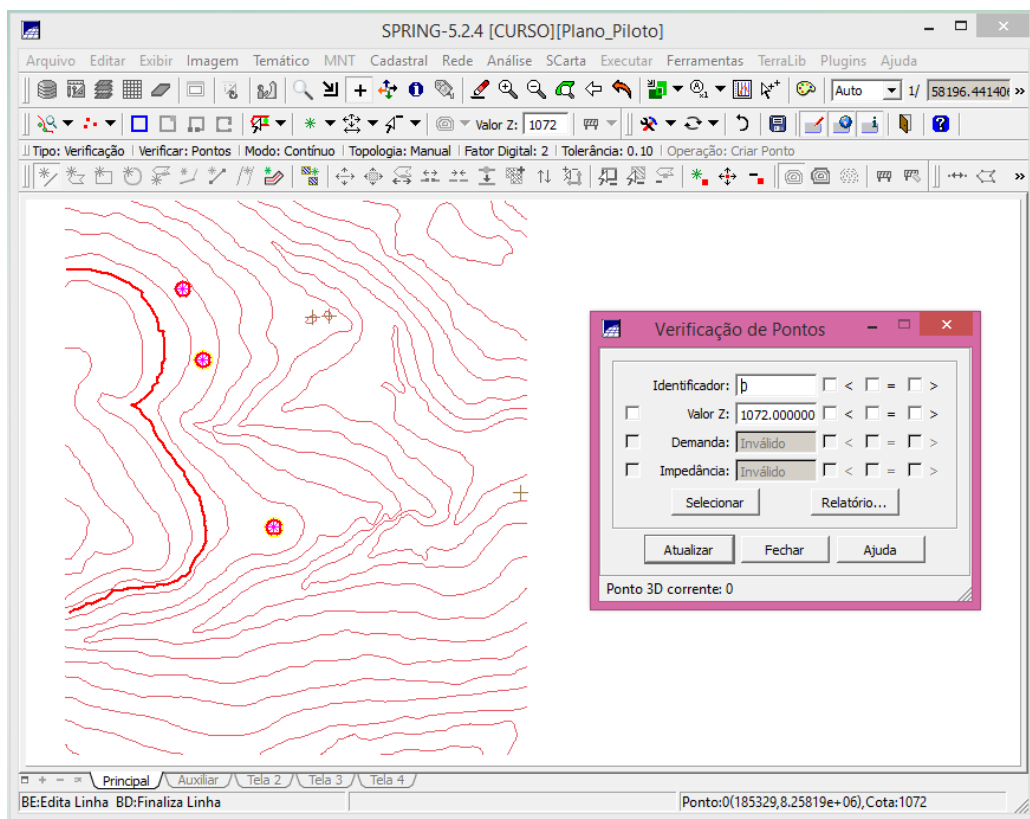 SPRING-5.2.4 [CURSO][Plano_Piloto]
Arquivo Editar Exibir Imagem Temático MNT Cadastral Rede Análise SCarta Executar Ferramentas TerraLib Plugins Ajuda
Auto 1/ 58196.441406 »
Valor Z: 1072
Tipo: Verificação | Verificar: Pontos | Modo: Contínuo | Topologia: Manual | Fator Digital: 2 | Tolerância: 0.10 | Operação: Criar Ponto
»
Verificação de Pontos
Identificador: 0 < = >
Valor Z: 1072.000000 < = >
Demanda: Inválido < = >
Impedância: Inválido < = >
Selecionar Relatório...
Atualizar Fechar Ajuda
Ponto 3D corrente: 0
Principal Auxiliar Tela 2 Tela 3 Tela 4
BE:Edita Linha BD:Finaliza Linha Ponto:0(185329,8.25819e+06),Cota:1072